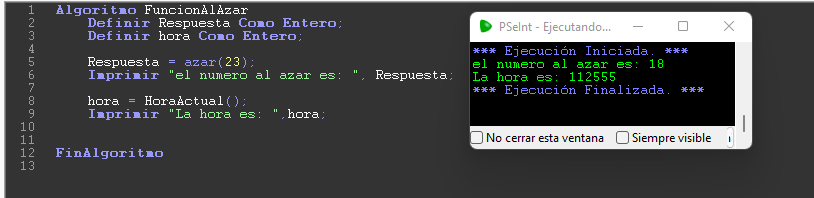 1 Algoritmo FuncionAlAzar
2 Definir Respuesta Como Entero;
3 Definir hora Como Entero;
4
5 Respuesta = azar(23);
6 Imprimir "el numero al azar es: ", Respuesta;
7
8 hora = HoraActual();
9 Imprimir "La hora es: ",hora;
10
11
12 FinAlgoritmo
13
PSeInt - Ejecutando...
*** Ejecución Iniciada. ***
el numero al azar es: 18
La hora es: 112555
*** Ejecución Finalizada. ***
No cerrar esta ventana Siempre visible